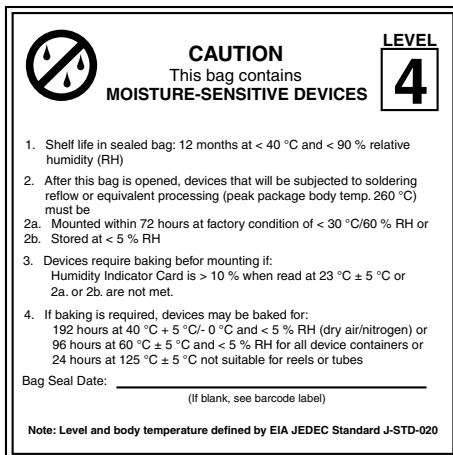 LEVEL
CAUTION
4
This bag contains
MOISTURE-SENSITIVE DEVICES
1. Shelf life in sealed bag: 12 months at < 40 °C and < 90 % relative
humidity (RH)
2. After this bag is opened, devices that will be subjected to soldering
reflow or equivalent processing (peak package body temp. 260 °C)
must be
2a. Mounted within 72 hours at factory condition of < 30 °C/60 % RH or
2b. Stored at < 5 % RH
3. Devices require baking befor mounting if:
Humidity Indicator Card is > 10 % when read at 23 °C ± 5 °C or
2a. or 2b. are not met.
4. If baking is required, devices may be baked for:
192 hours at 40 °C + 5 °C/- 0 °C and < 5 % RH (dry air/nitrogen) or
96 hours at 60 °C ± 5 °C and < 5 % RH for all device containers or
24 hours at 125 °C ± 5 °C not suitable for reels or tubes
Bag Seal Date:
(If blank, see barcode label)
Note: Level and body temperature defined by EIA JEDEC Standard J-STD-020